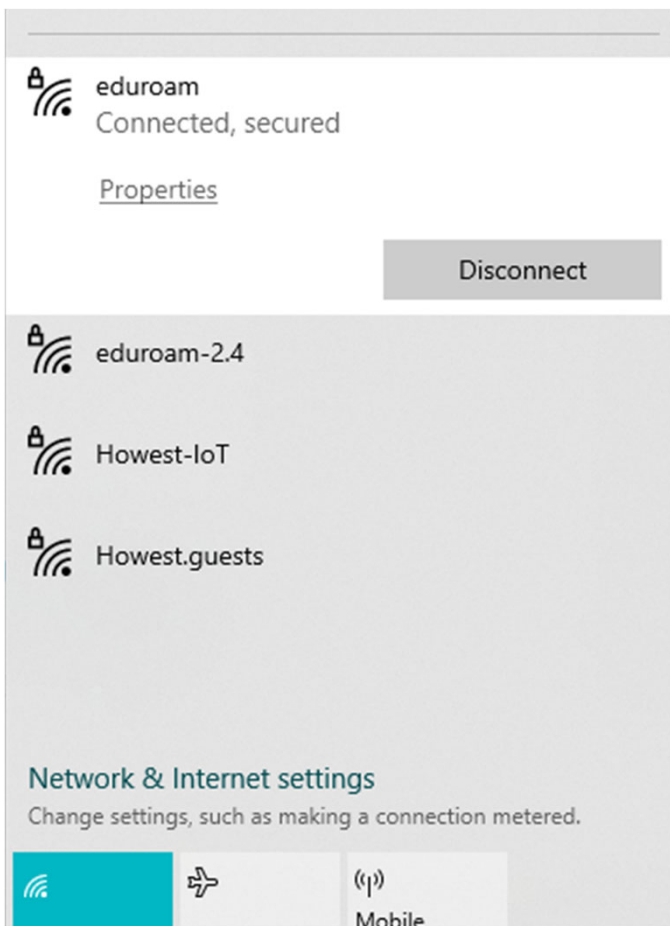 eduroam
Connected, secured
Properties
Disconnect
eduroam-2.4
Howest-IoT
Howest.guests
Network & Internet settings
Change settings, such as making a connection metered.
Mobile